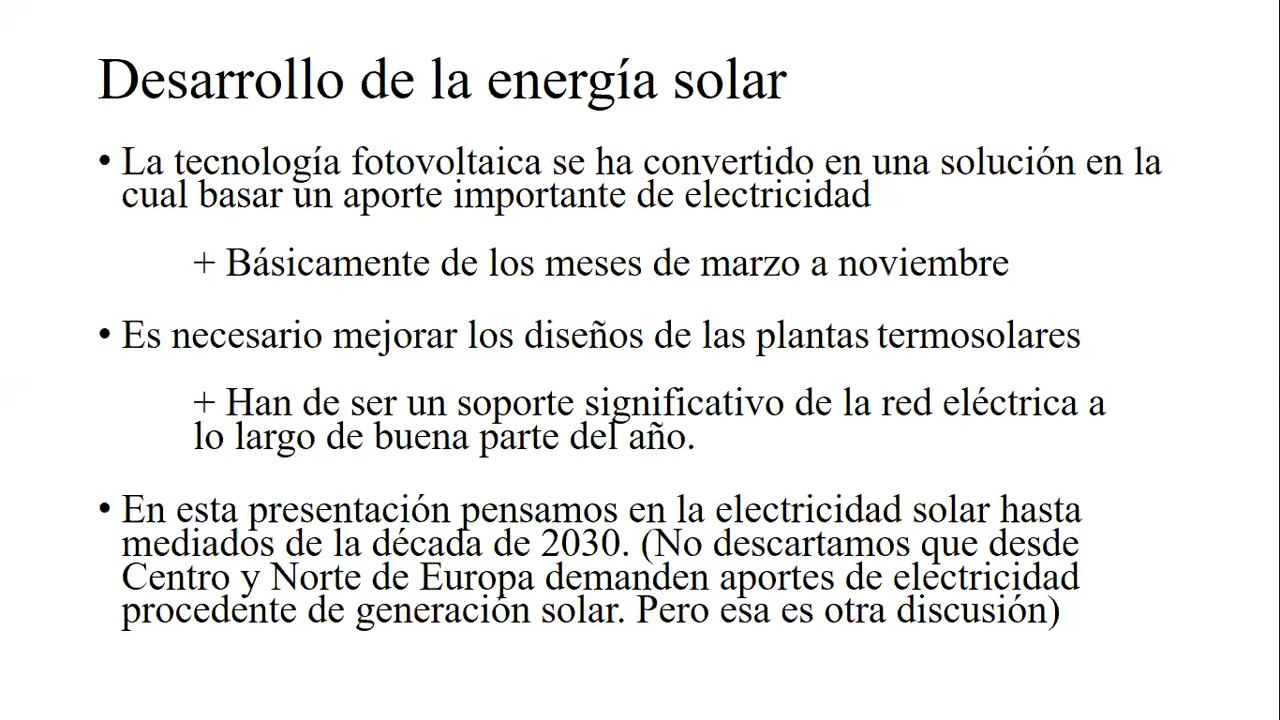 Desarrollo de la energía solar
• La tecnología fotovoltaica se ha convertido en una solución en la
cual basar un aporte importante de electricidad
+ Básicamente de los meses de marzo a noviembre
• Es necesario mejorar los diseños de las plantas termosolares
+ Han de ser un soporte significativo de la red eléctrica a
lo largo de buena parte del año.
• En esta presentación pensamos en la electricidad solar hasta
mediados de la década de 2030. (No descartamos que desde
Centro y Norte de Europa demanden aportes de electricidad
procedente de generación solar. Pero esa es otra discusión)